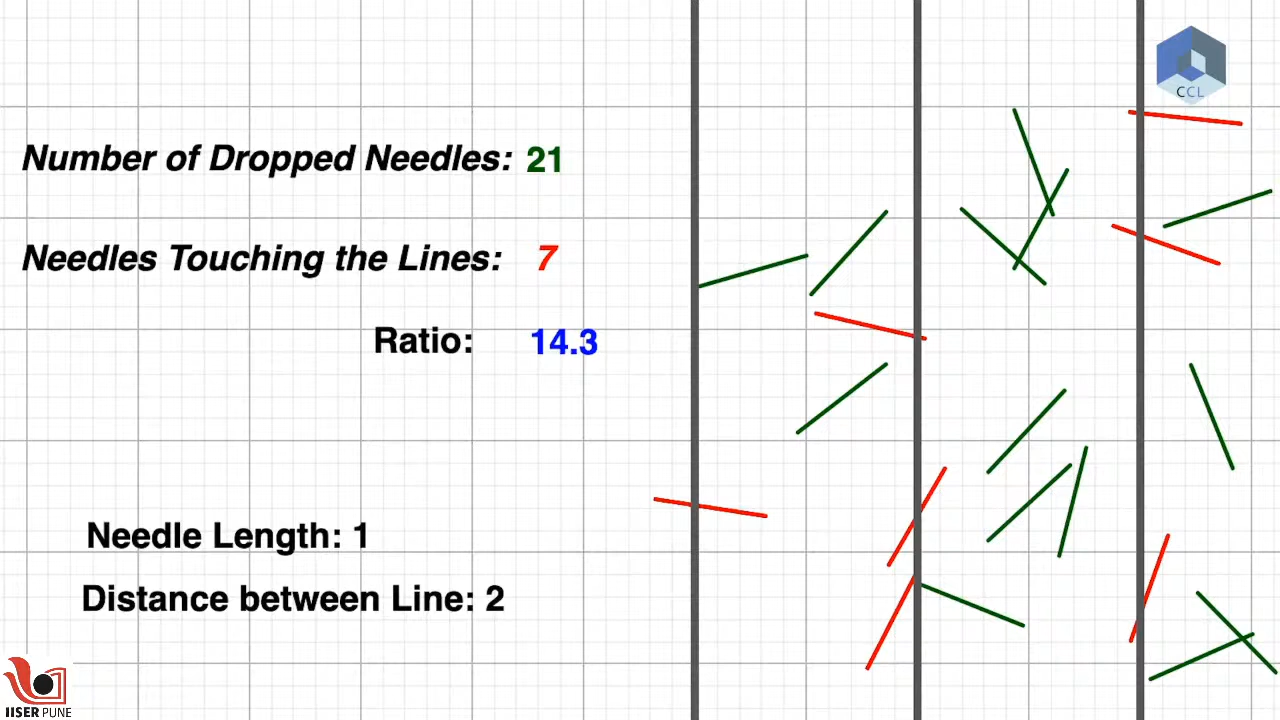 CCL
Number of Dropped Needles: 21
Needles Touching the Lines: 7
Ratio: 14.3
Needle Length: 1
Distance between Line: 2
IISER PUNE